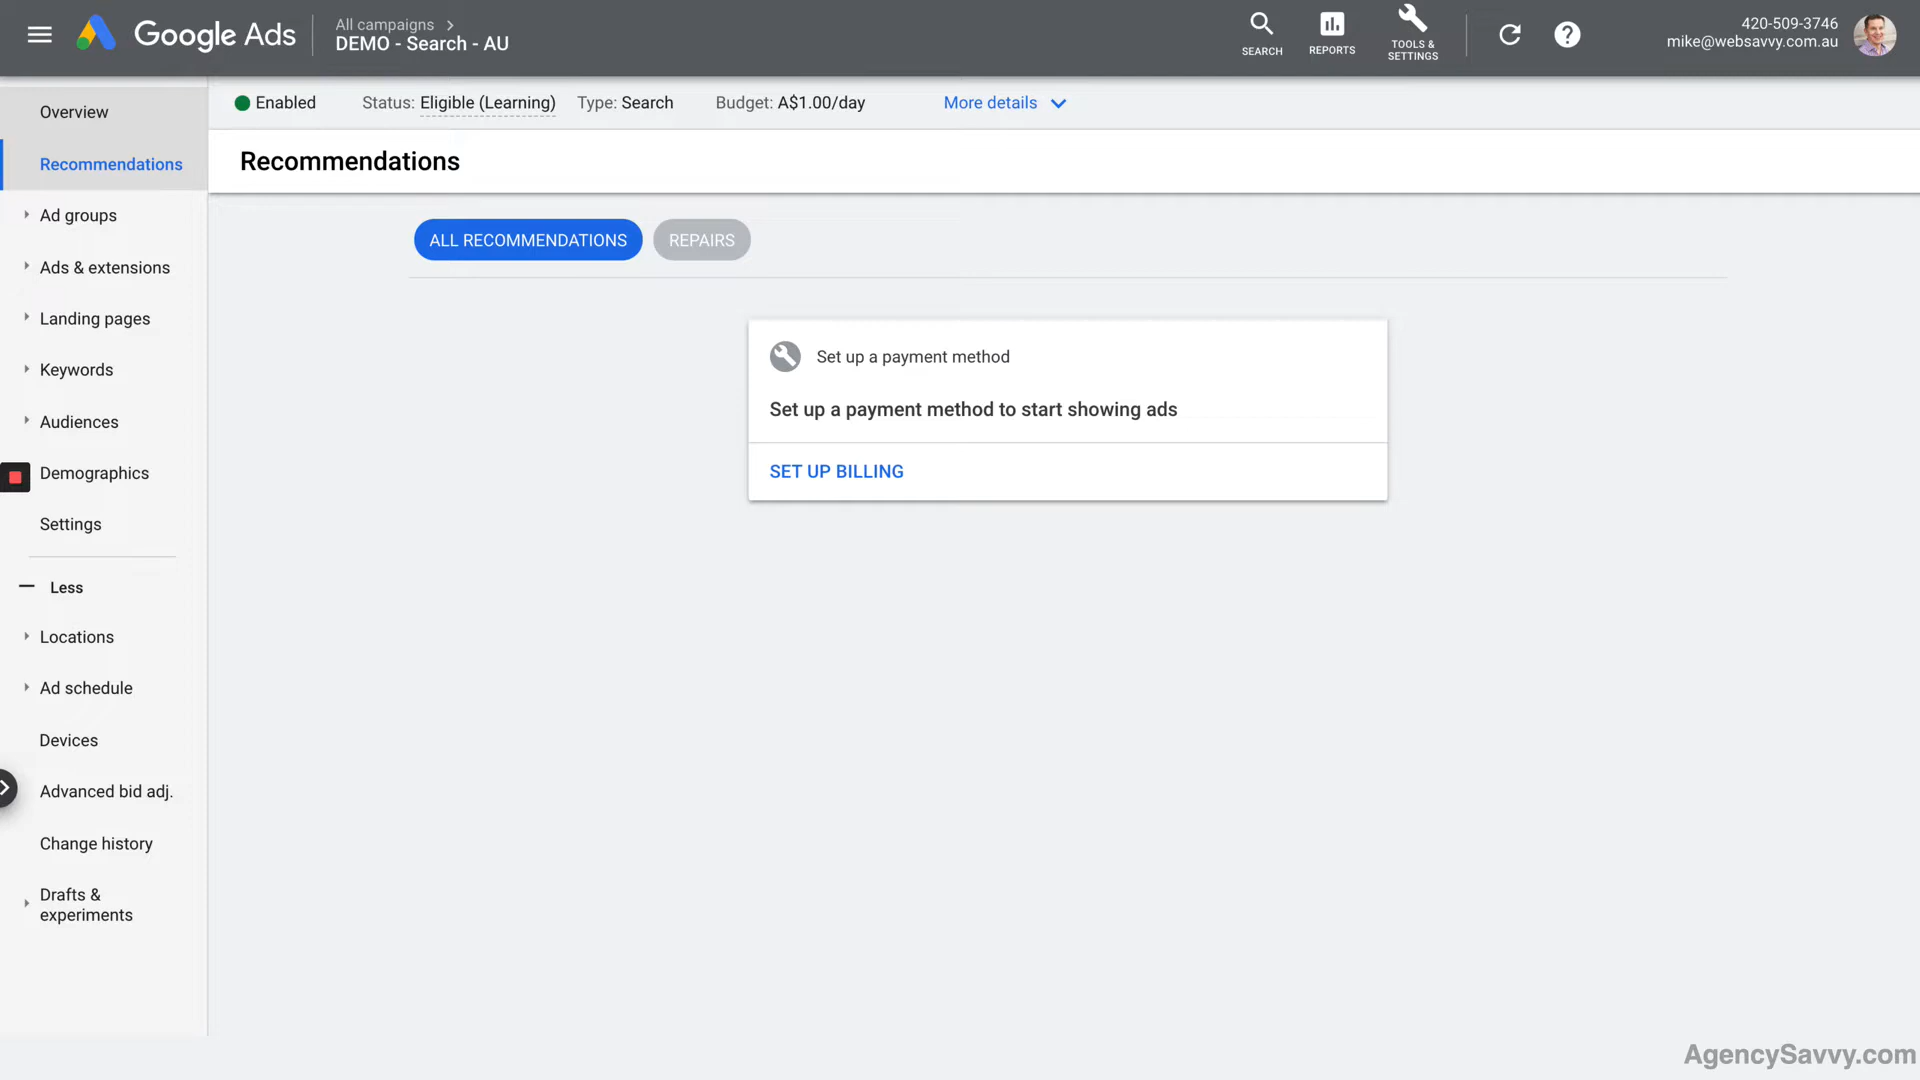 Google Ads
All campaigns
DEMO - Search - AU
SEARCH
REPORTS
TOOLS &
SETTINGS
420-509-3746
mike@websavvy.com.au
Overview
Recommendations
Ad groups
Ads & extensions
Landing pages
Keywords
Audiences
Demographics
Settings
Less
Locations
Ad schedule
Devices
Advanced bid adj.
Change history
Drafts &
experiments
Enabled Status: Eligible (Learning) Type: Search Budget: A$1.00/day More details
Recommendations
ALL RECOMMENDATIONS REPAIRS
Set up a payment method
Set up a payment method to start showing ads
SET UP BILLING
AgencySavvy.com